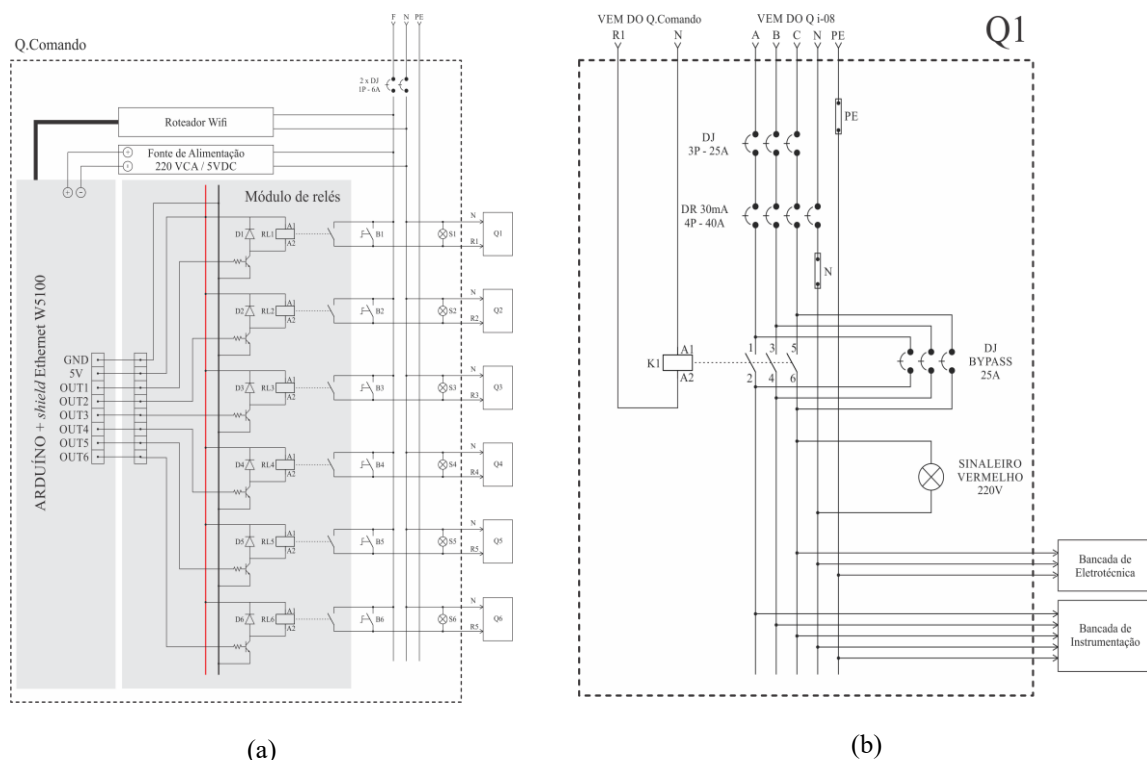 Q.Comando
F N PE
2 x DJ
1P - 6A
Roteador Wifi
Fonte de Alimentação
220 VCA / 5VDC
Módulo de relés
ARDUÍNO + shield Ethernet W5100
GND
5V
OUT1
OUT2
OUT3
OUT4
OUT5
OUT6
D1 RL1 A1 A2 B1 S1 N R1 Q1
D2 RL2 A1 A2 B2 S2 N R2 Q2
D3 RL3 A1 A2 B3 S3 N R3 Q3
D4 RL4 A1 A2 B4 S4 N R4 Q4
D5 RL5 A1 A2 B5 S5 N R5 Q5
D6 RL6 A1 A2 B6 S6 N R5 Q6
(a)
VEM DO Q.Comando
R1 N
VEM DO Q i-08
A B C N PE
Q1
PE
DJ
3P - 25A
DR 30mA
4P - 40A
N
K1 A1 A2
1 3 5
2 4 6
DJ
BYPASS
25A
SINALEIRO
VERMELHO
220V
Bancada de
Eletrotécnica
Bancada de
Instrumentação
(b)